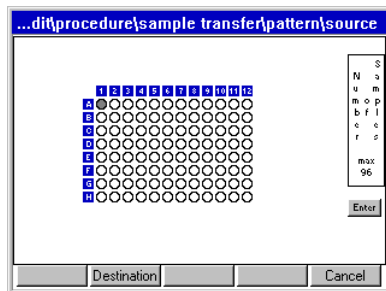 ...dit\procedure\sample transfer\pattern\source
1 2 3 4 5 6 7 8 9 10 11 12
A
B
C
D
E
F
G
H
Number of Samples
max
96
Enter
Destination
Cancel